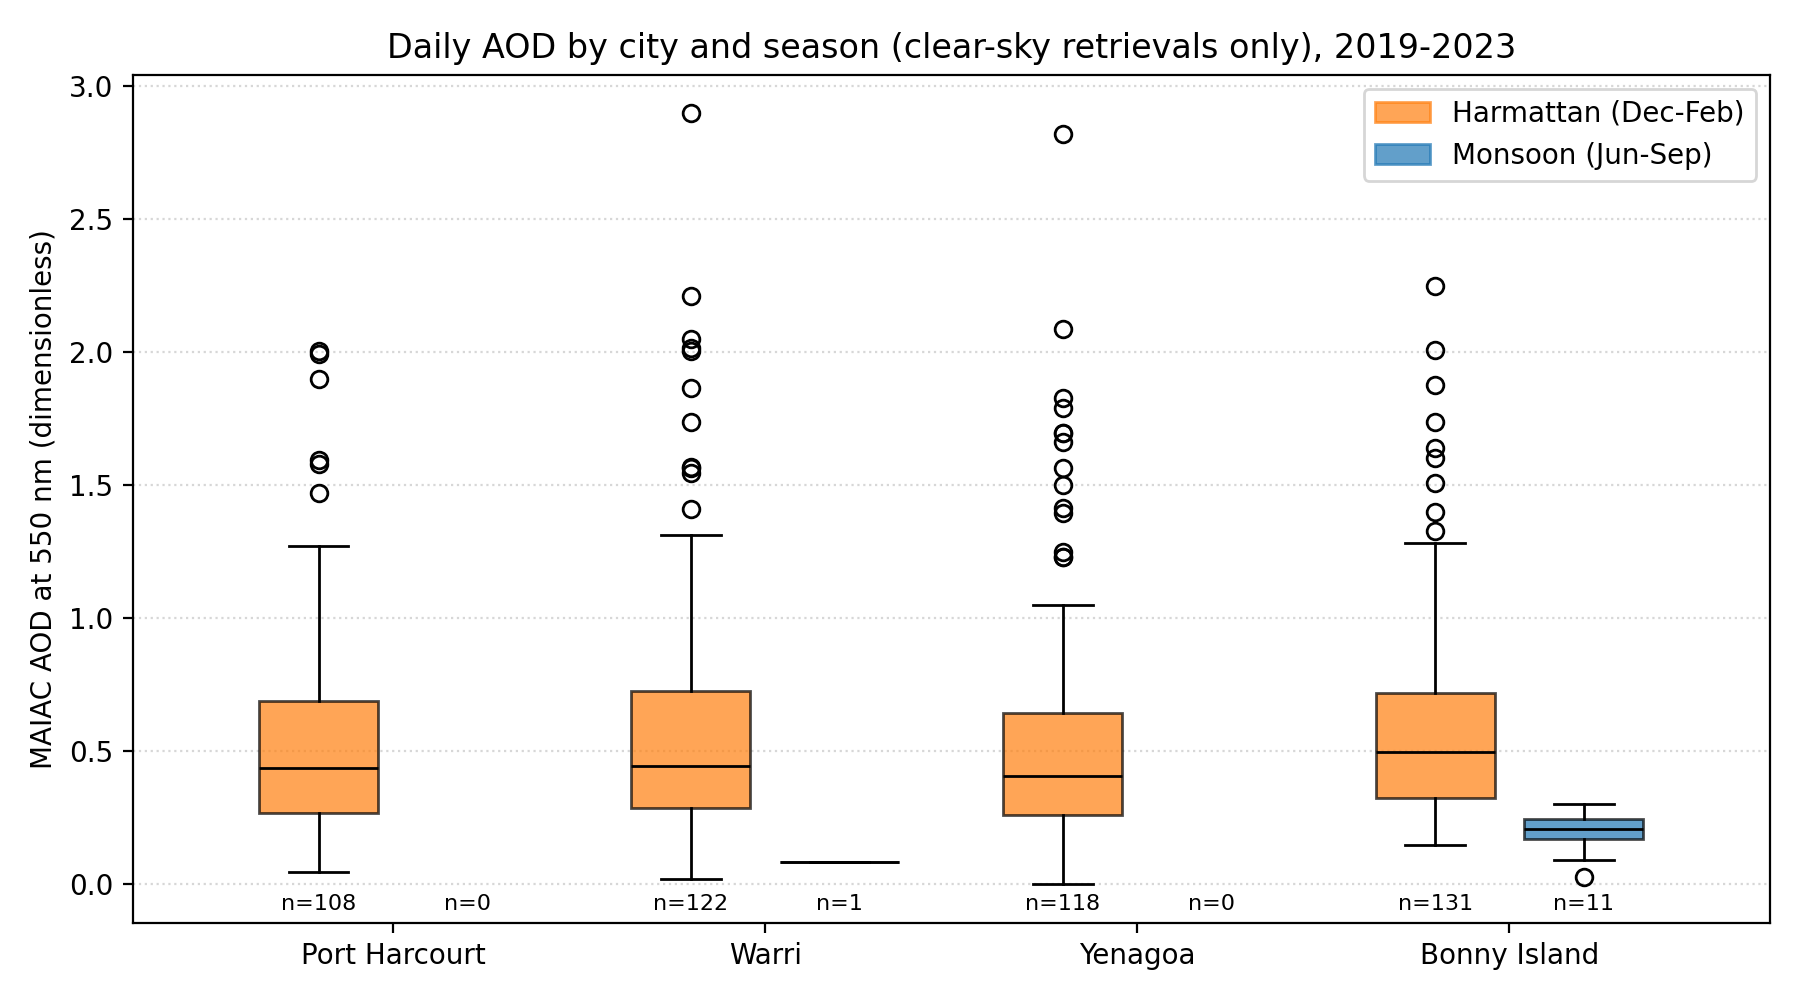 Daily AOD by city and season (clear-sky retrievals only), 2019-2023
MAIAC AOD at 550 nm (dimensionless)
3.0
2.5
2.0
1.5
1.0
0.5
0.0
Harmattan (Dec-Feb)
Monsoon (Jun-Sep)
n=108
n=0
n=122
n=1
n=118
n=0
n=131
n=11
Port Harcourt
Warri
Yenagoa
Bonny Island